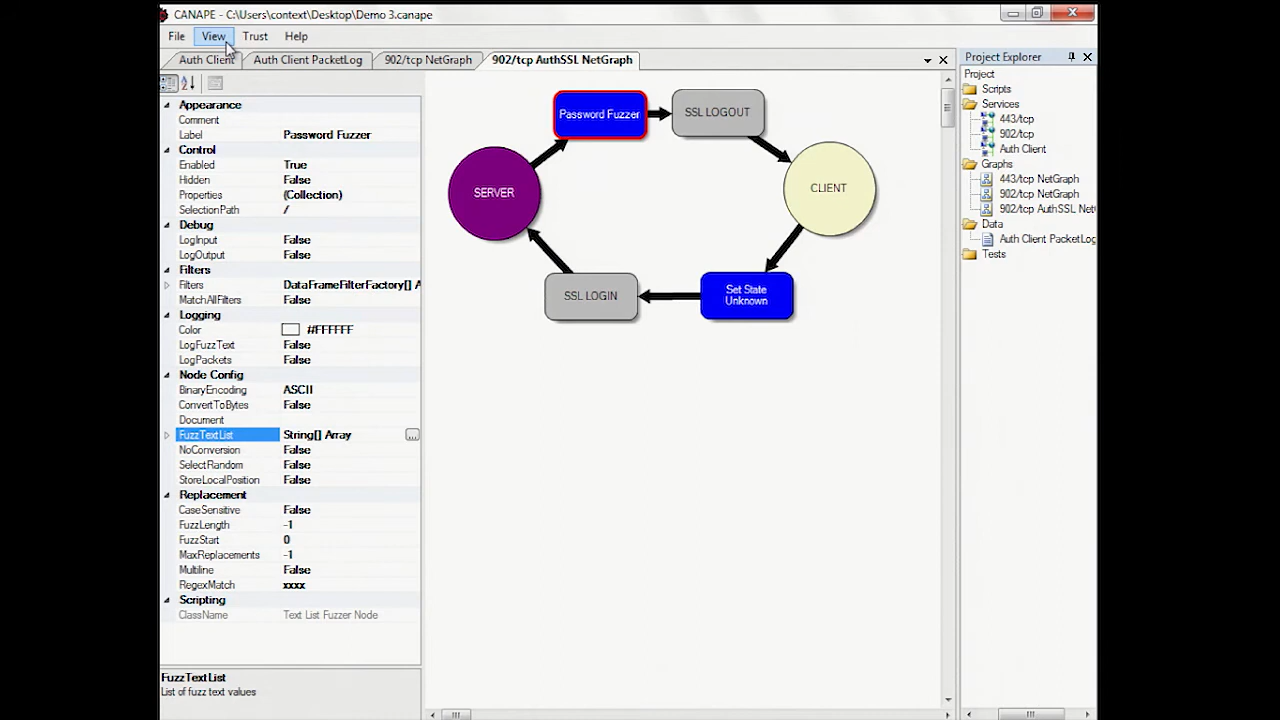 CANAPE - C:\Users\context\Desktop\Demo 3.canape
File View Trust Help
Auth Client Auth Client PacketLog 902/tcp NetGraph 902/tcp AuthSSL NetGraph
Appearance
Comment
Label Password Fuzzer
Control
Enabled True
Hidden False
Properties (Collection)
SelectionPath /
Debug
LogInput False
LogOutput False
Filters
Filters DataFrameFilterFactory[] A
MatchAllFilters False
Logging
Color #FFFFFF
LogFuzzText False
LogPackets False
Node Config
BinaryEncoding ASCII
ConvertToBytes False
Document
FuzzTextList String[] Array ...
NoConversion False
SelectRandom False
StoreLocalPosition False
Replacement
CaseSensitive False
FuzzLength -1
FuzzStart 0
MaxReplacements -1
Multiline False
RegexMatch xxxx
Scripting
ClassName Text List Fuzzer Node
FuzzTextList
List of fuzz text values
Password Fuzzer
SSL LOGOUT
SERVER
CLIENT
SSL LOGIN
Set State
Unknown
Project Explorer
Project
Scripts
Services
443/tcp
902/tcp
Auth Client
Graphs
443/tcp NetGraph
902/tcp NetGraph
902/tcp AuthSSL Net
Data
Auth Client PacketLog
Tests